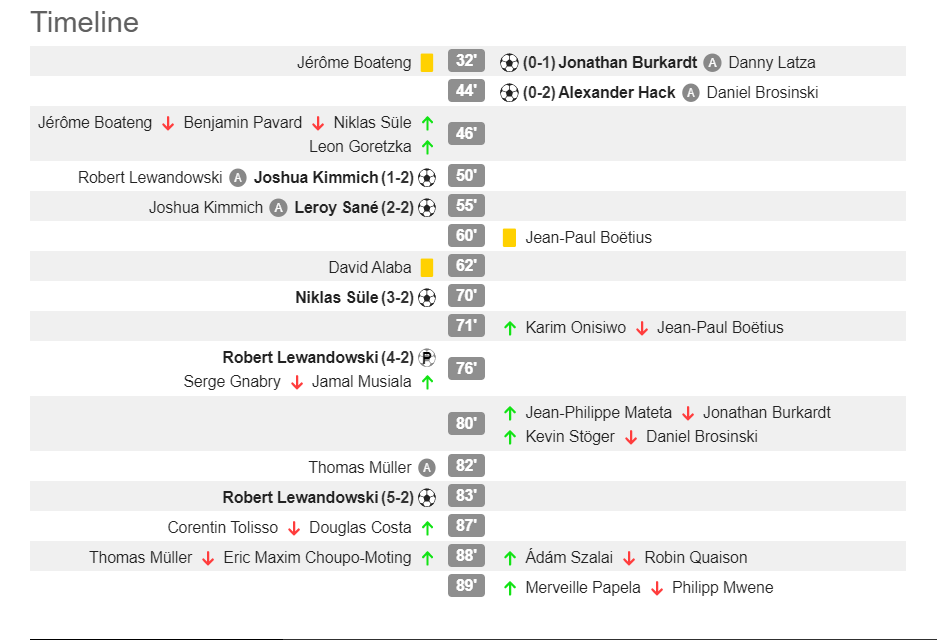 Timeline
Jérôme Boateng 32' (0-1) Jonathan Burkardt A Danny Latza
44' (0-2) Alexander Hack A Daniel Brosinski
Jérôme Boateng Benjamin Pavard Niklas Süle
46'
Leon Goretzka
Robert Lewandowski A Joshua Kimmich (1-2) 50'
Joshua Kimmich A Leroy Sané (2-2) 55'
60' Jean-Paul Boëtius
David Alaba 62'
Niklas Süle (3-2) 70'
71' Karim Onisiwo Jean-Paul Boëtius
Robert Lewandowski (4-2) P
76'
Serge Gnabry Jamal Musiala
Jean-Philippe Mateta Jonathan Burkardt
80'
Kevin Stöger Daniel Brosinski
Thomas Müller A 82'
Robert Lewandowski (5-2) 83'
Corentin Tolisso Douglas Costa 87'
Thomas Müller Eric Maxim Choupo-Moting 88' Ádám Szalai Robin Quaison
89' Merveille Papela Philipp Mwene